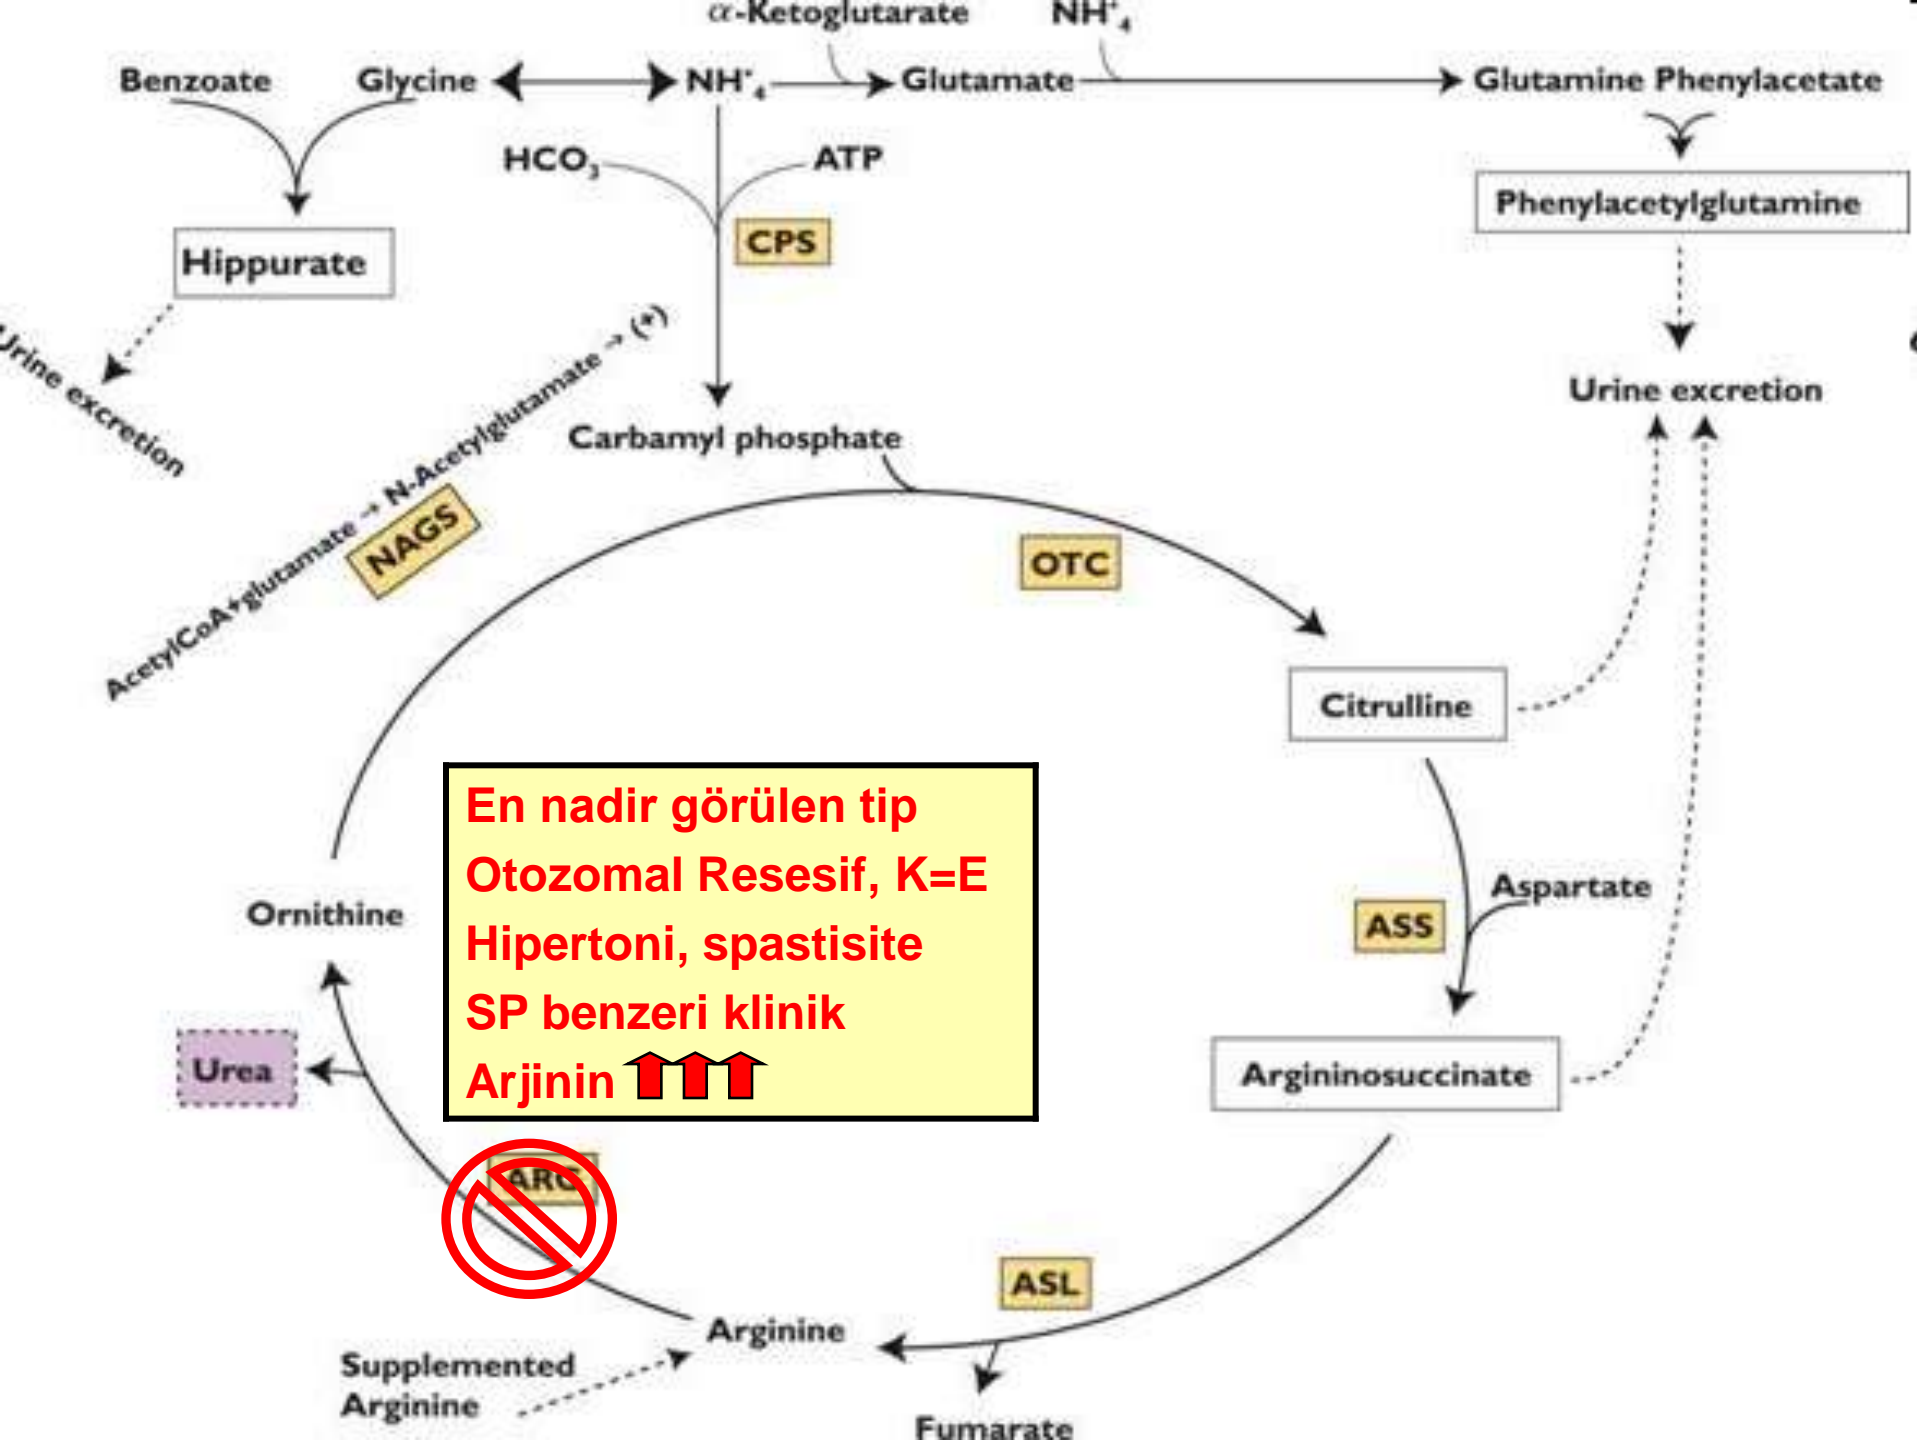 α-Ketoglutarate NH⁺₄
Benzoate Glycine NH⁺₄ Glutamate Glutamine Phenylacetate
HCO₃ ATP
CPS
Phenylacetylglutamine
Hippurate
Urine excretion
Urine excretion
AcetylCoA+glutamate → N-Acetylglutamate → (*)
NAGS
Carbamyl phosphate
OTC
Citrulline
En nadir görülen tip
Otozomal Resesif, K=E
Hipertoni, spastisite
SP benzeri klinik
Arjinin
Ornithine
Aspartate
ASS
Urea
Argininosuccinate
ARG
ASL
Arginine
Supplemented
Arginine
Fumarate